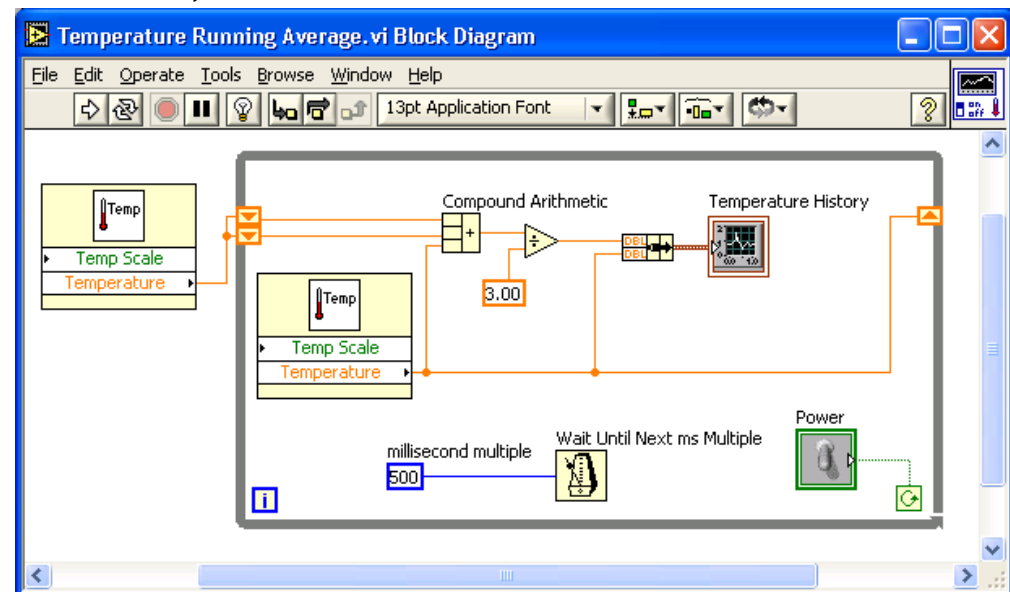 Temperature Running Average.vi Block Diagram
File Edit Operate Tools Browse Window Help
13pt Application Font
?
on
off
Temp
Temp Scale
Temperature
Compound Arithmetic
+
÷
3.00
DBL
DBL
Temperature History
Temp
Temp Scale
Temperature
millisecond multiple
500
Wait Until Next ms Multiple
Power
i